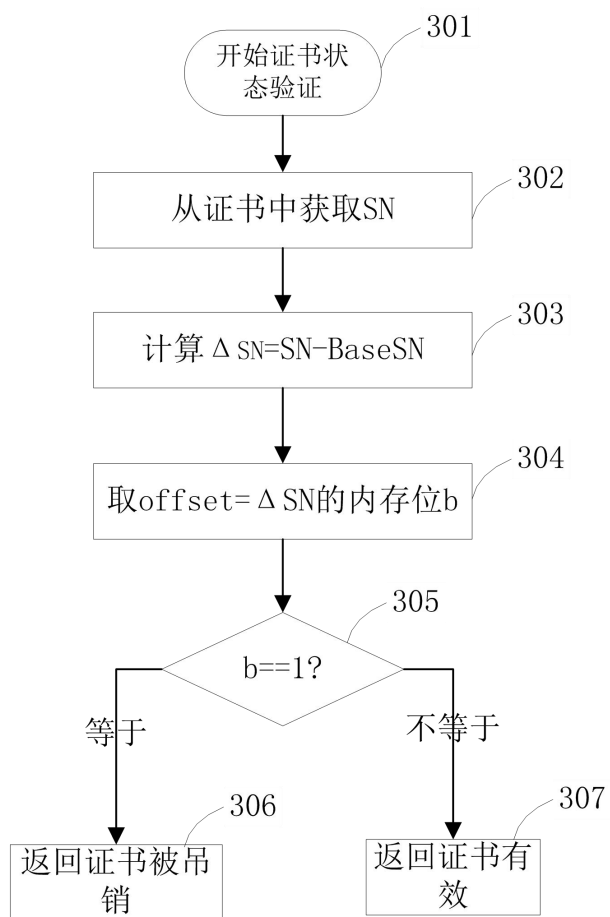 301
开始证书状
态验证
302
从证书中获取SN
303
计算ΔSN=SN-BaseSN
304
取offset=ΔSN的内存位b
305
b==1?
等于
不等于
306
返回证书被吊
销
307
返回证书有
效